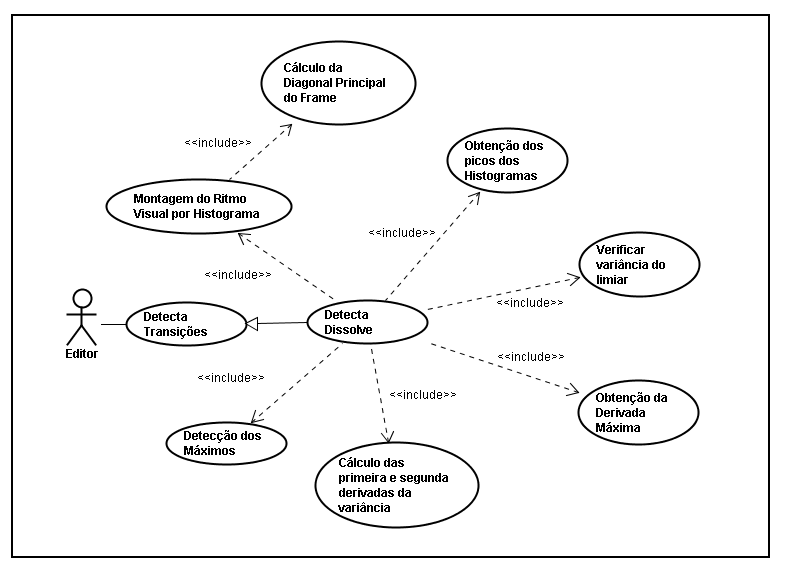 Cálculo da
Diagonal Principal
do Frame
<<include>>
Obtenção dos
picos dos
Histogramas
Montagem do Ritmo
Visual por Histograma
<<include>>
<<include>>
Verificar
variância do
limiar
<<include>>
Editor
Detecta
Transições
Detecta
Dissolve
<<include>>
<<include>>
<<include>>
Obtenção da
Derivada
Máxima
Detecção dos
Máximos
Cálculo das
primeira e segunda
derivadas da
variância